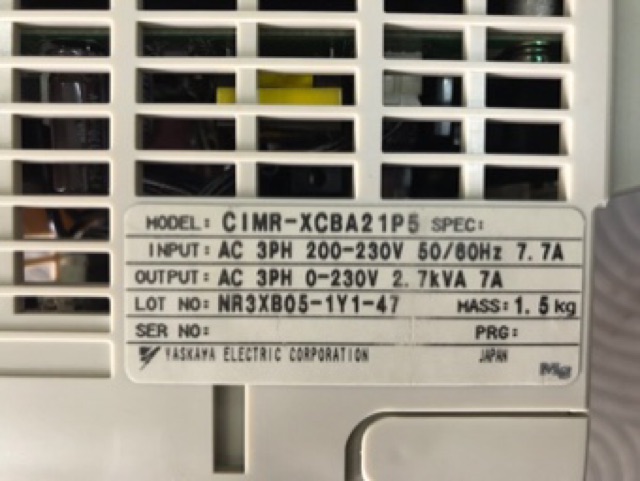 MODEL: CIMR-XCBA21P5 SPEC:
INPUT: AC 3PH 200-230V 50/60Hz 7.7A
OUTPUT: AC 3PH 0-230V 2.7kVA 7A
LOT NO: NR3XB05-1Y1-47 MASS: 1.5kg
SER NO: PRG:
YASKAWA ELECTRIC CORPORATION JAPAN Mg